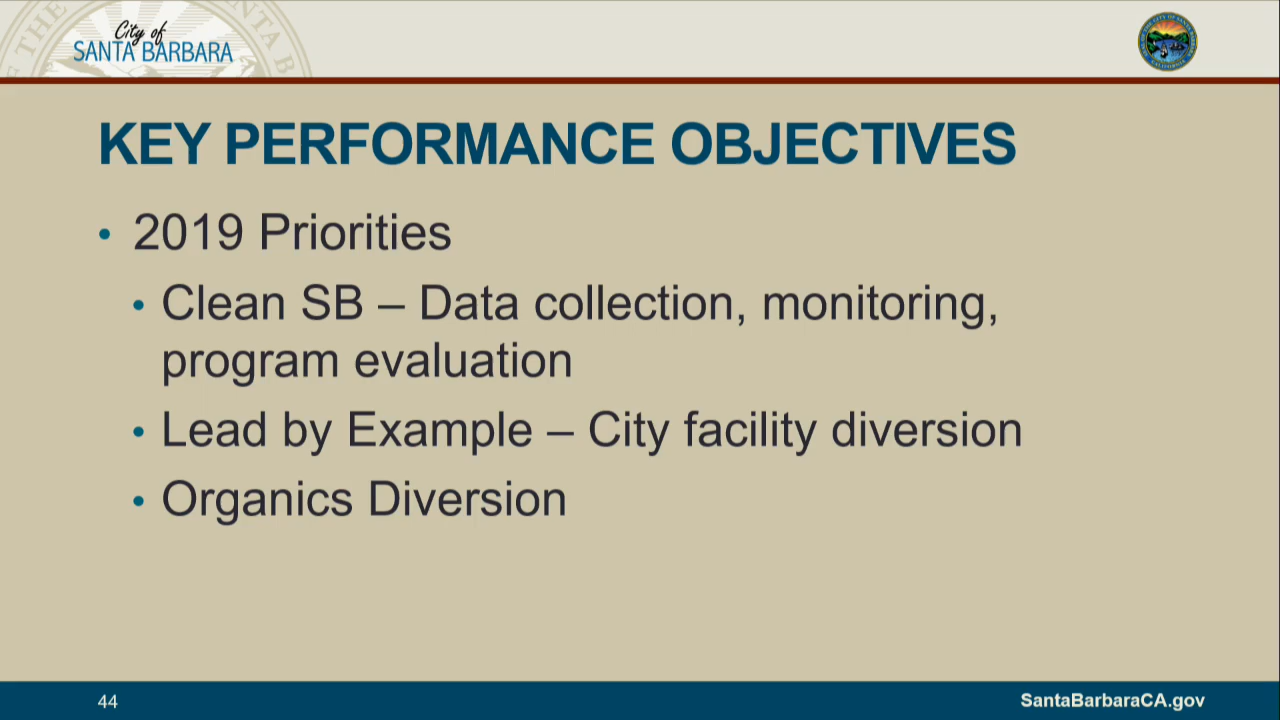 City of
SANTA BARBARA
KEY PERFORMANCE OBJECTIVES
• 2019 Priorities
• Clean SB – Data collection, monitoring,
program evaluation
• Lead by Example – City facility diversion
• Organics Diversion
44
SantaBarbaraCA.gov